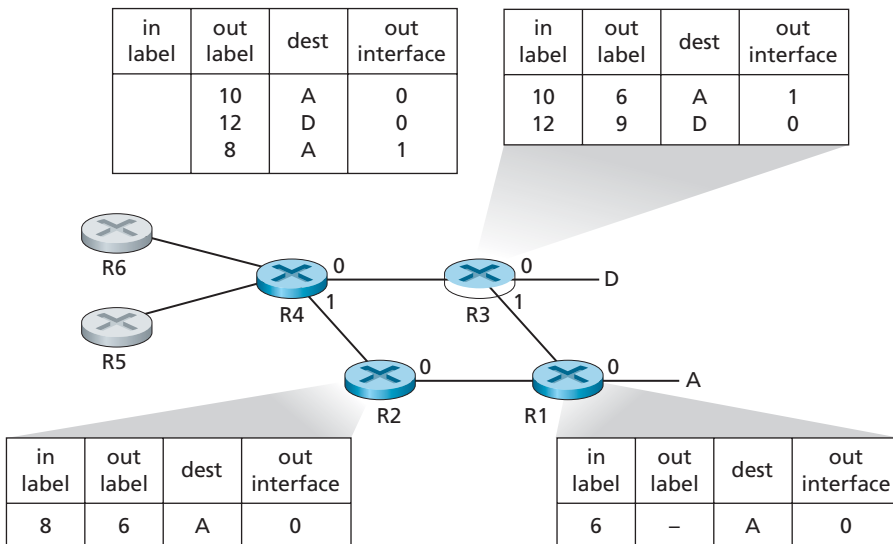 in label out label dest out interface
10 A 0
12 D 0
8 A 1
in label out label dest out interface
10 6 A 1
12 9 D 0
R6
0
0
D
R4
1
R3
1
R5
0
0
A
R2
R1
in label out label dest out interface
8 6 A 0
in label out label dest out interface
6 – A 0